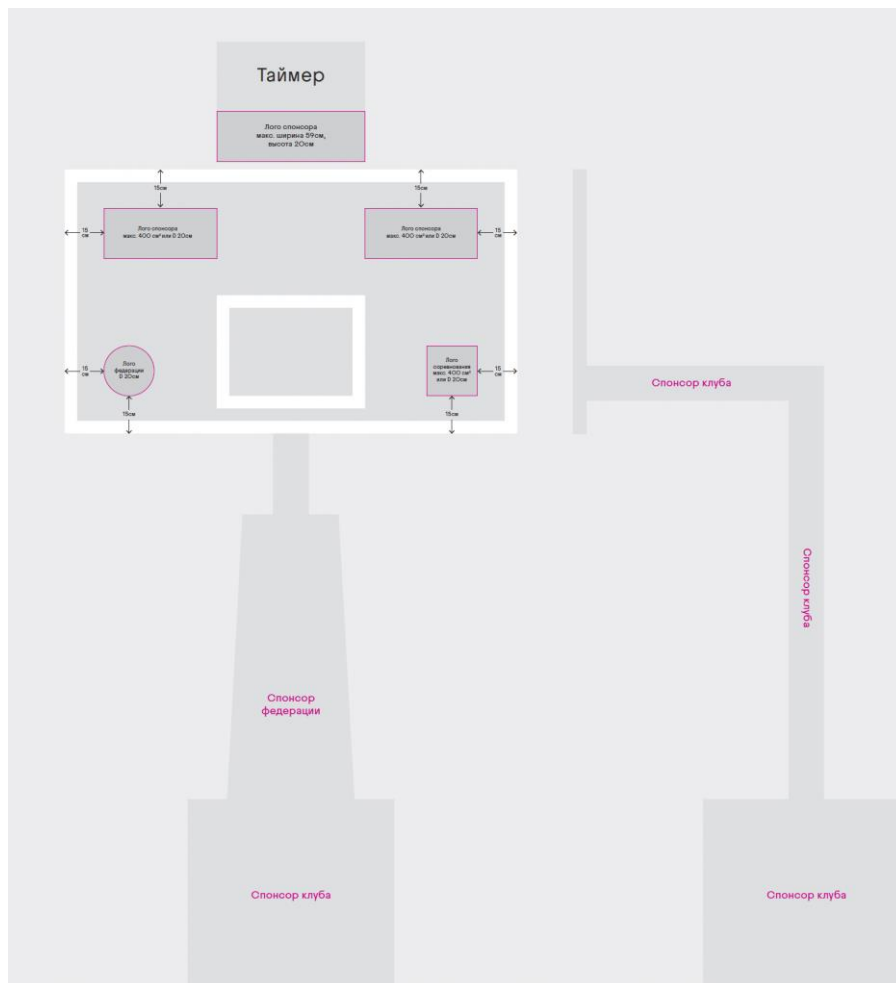 Таймер
Лого спонсора
макс. ширина 59см,
высота 20см
15см
15см
15
см
Лого спонсора
макс. 400 см² или D 20см
Лого спонсора
макс. 400 см² или D 20см
15
см
15
см
Лого
федерации
D 20см
Лого
соревнования
макс. 400 см²
или D 20см
15
см
15см
15см
Спонсор клуба
Спонсор клуба
Спонсор
федерации
Спонсор клуба
Спонсор клуба